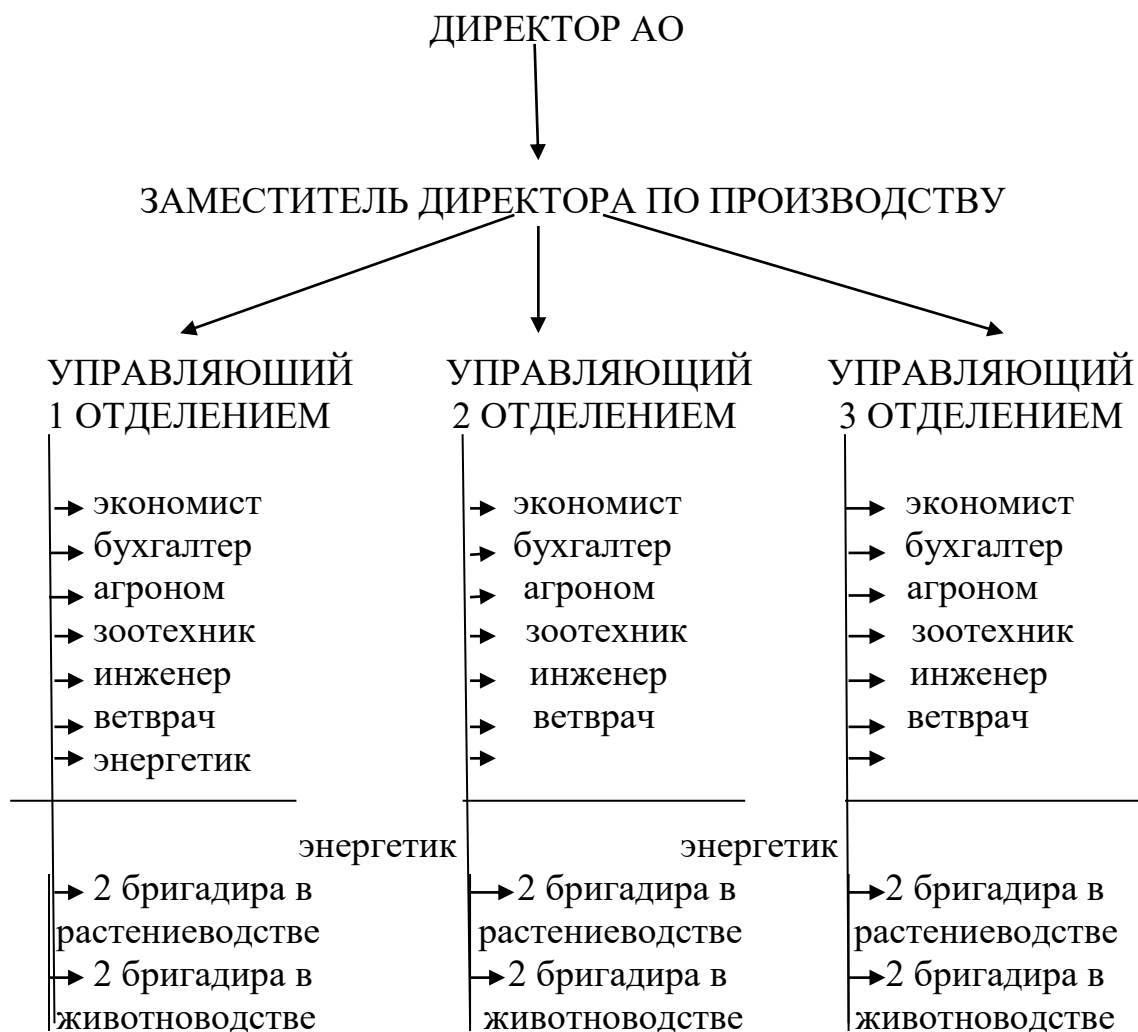 ДИРЕКТОР АО
ЗАМЕСТИТЕЛЬ ДИРЕКТОРА ПО ПРОИЗВОДСТВУ
УПРАВЛЯЮШИЙ УПРАВЛЯЮЩИЙ УПРАВЛЯЮЩИЙ
1 ОТДЕЛЕНИЕМ 2 ОТДЕЛЕНИЕМ 3 ОТДЕЛЕНИЕМ
экономист экономист экономист
бухгалтер бухгалтер бухгалтер
агроном агроном агроном
зоотехник зоотехник зоотехник
инженер инженер инженер
ветврач ветврач ветврач
энергетик
энергетик энергетик
2 бригадира в 2 бригадира в 2 бригадира в
растениеводстве растениеводстве растениеводстве
2 бригадира в 2 бригадира в 2 бригадира в
животноводстве животноводстве животноводстве